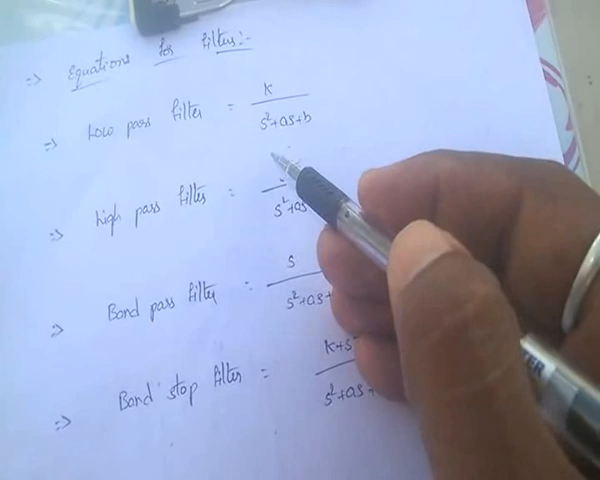 => Equations for filters:-
=> Low pass filter = K / s²+as+b
=> high pass filter = / s²+as
=> Band pass filter = s / s²+as+
=> Band stop filter = K+s / s²+as+